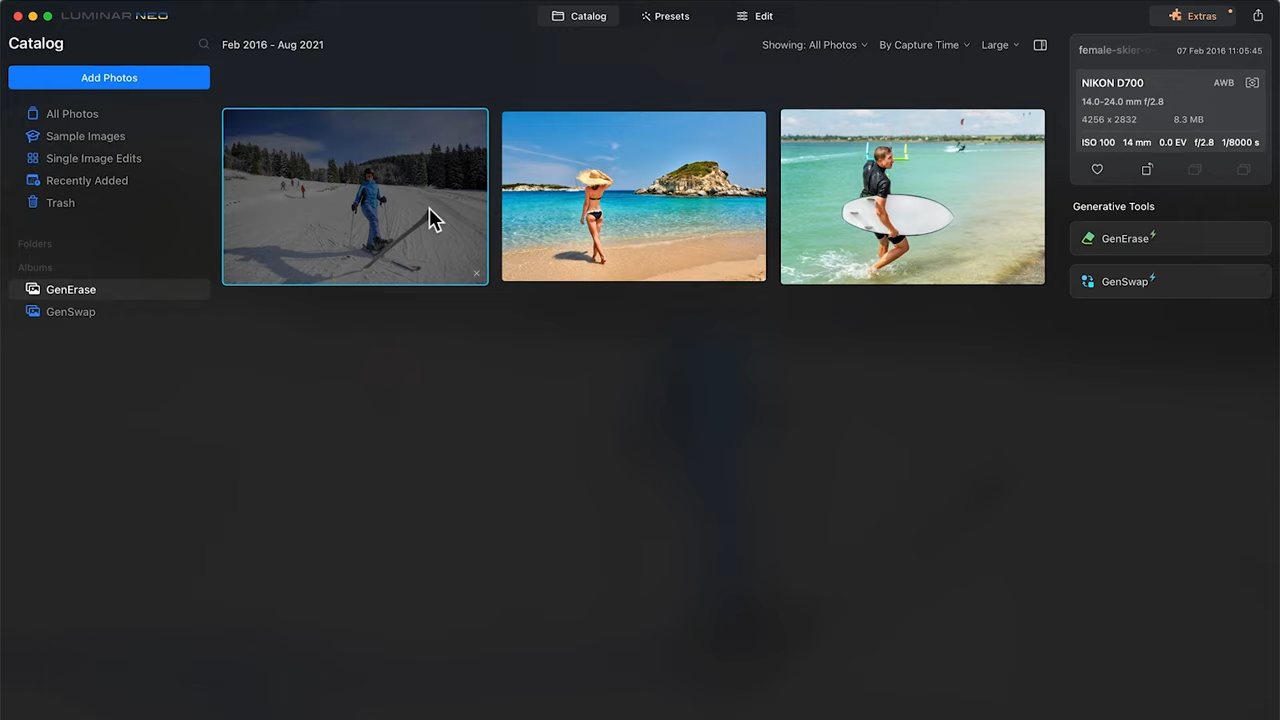 LUMINAR NEO
Catalog
Presets
Edit
Extras
Catalog
Feb 2016 - Aug 2021
Showing: All Photos
By Capture Time
Large
Add Photos
All Photos
Sample Images
Single Image Edits
Recently Added
Trash
Folders
Albums
GenErase
GenSwap
female-skier-
07 Feb 2016 11:05:45
NIKON D700
AWB
14.0-24.0 mm f/2.8
4256 x 2832
8.3 MB
ISO 100
14 mm
0.0 EV
f/2.8
1/8000 s
Generative Tools
GenErase
GenSwap